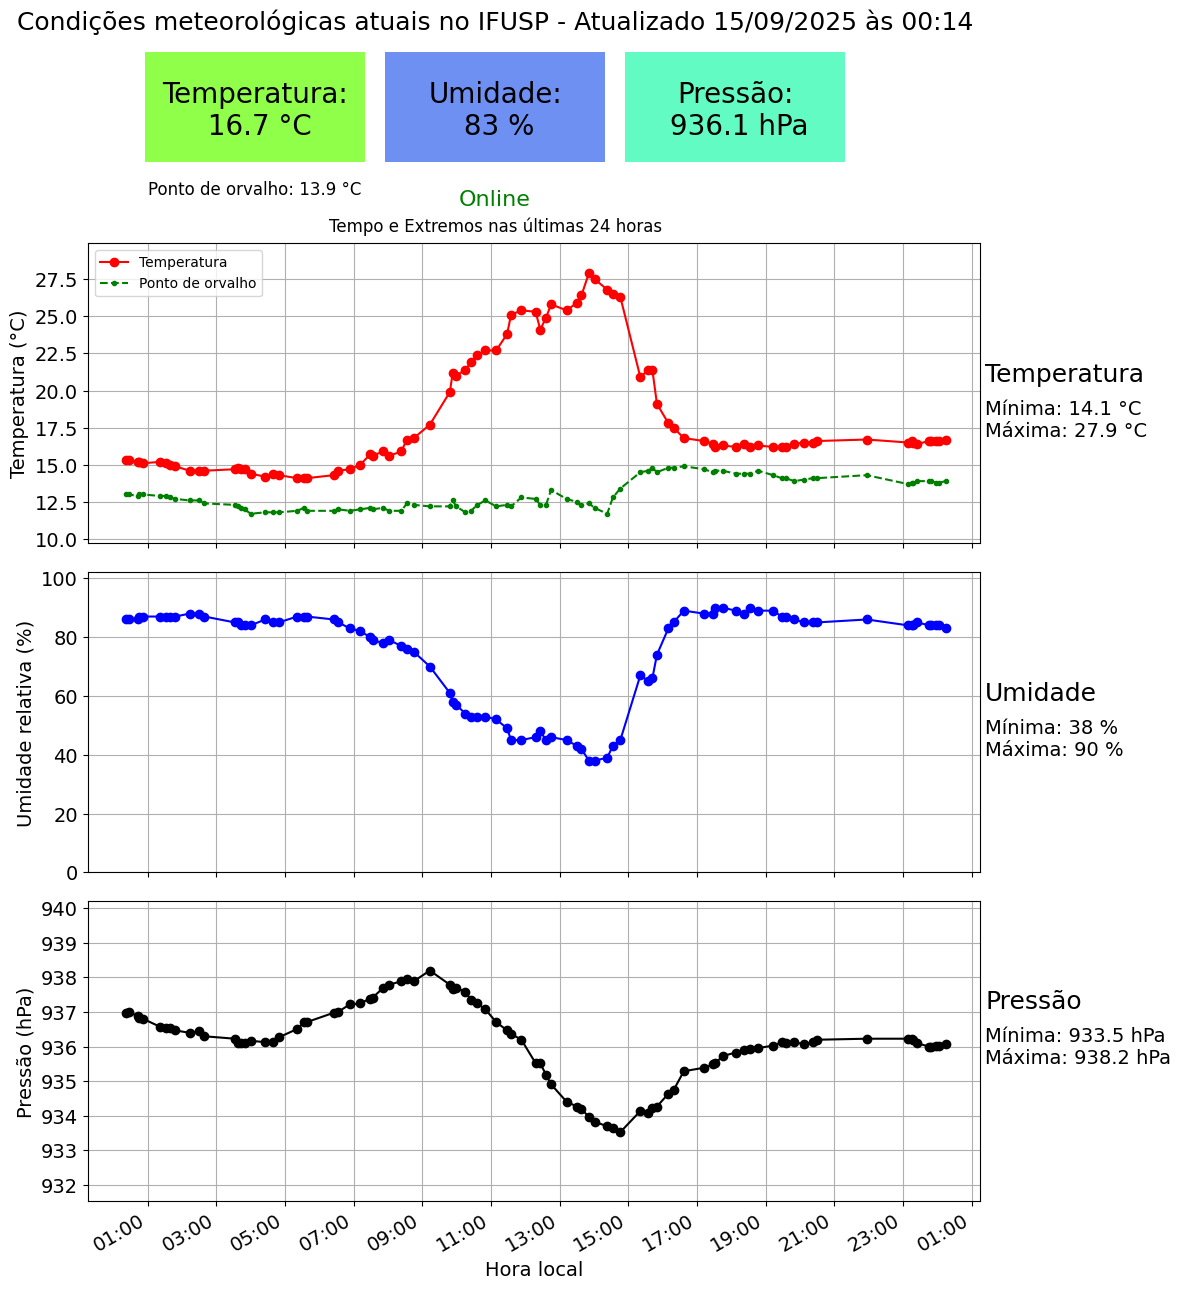 Condições meteorológicas atuais no IFUSP - Atualizado 15/09/2025 às 00:14
Temperatura:
16.7 °C
Umidade:
83 %
Pressão:
936.1 hPa
Ponto de orvalho: 13.9 °C
Online
Tempo e Extremos nas últimas 24 horas
Temperatura
Ponto de orvalho
Temperatura (°C)
27.5
25.0
22.5
20.0
17.5
15.0
12.5
10.0
Temperatura
Mínima: 14.1 °C
Máxima: 27.9 °C
Umidade relativa (%)
100
80
60
40
20
0
Umidade
Mínima: 38 %
Máxima: 90 %
Pressão (hPa)
940
939
938
937
936
935
934
933
932
Pressão
Mínima: 933.5 hPa
Máxima: 938.2 hPa
01:00 03:00 05:00 07:00 09:00 11:00 13:00 15:00 17:00 19:00 21:00 23:00 01:00
Hora local